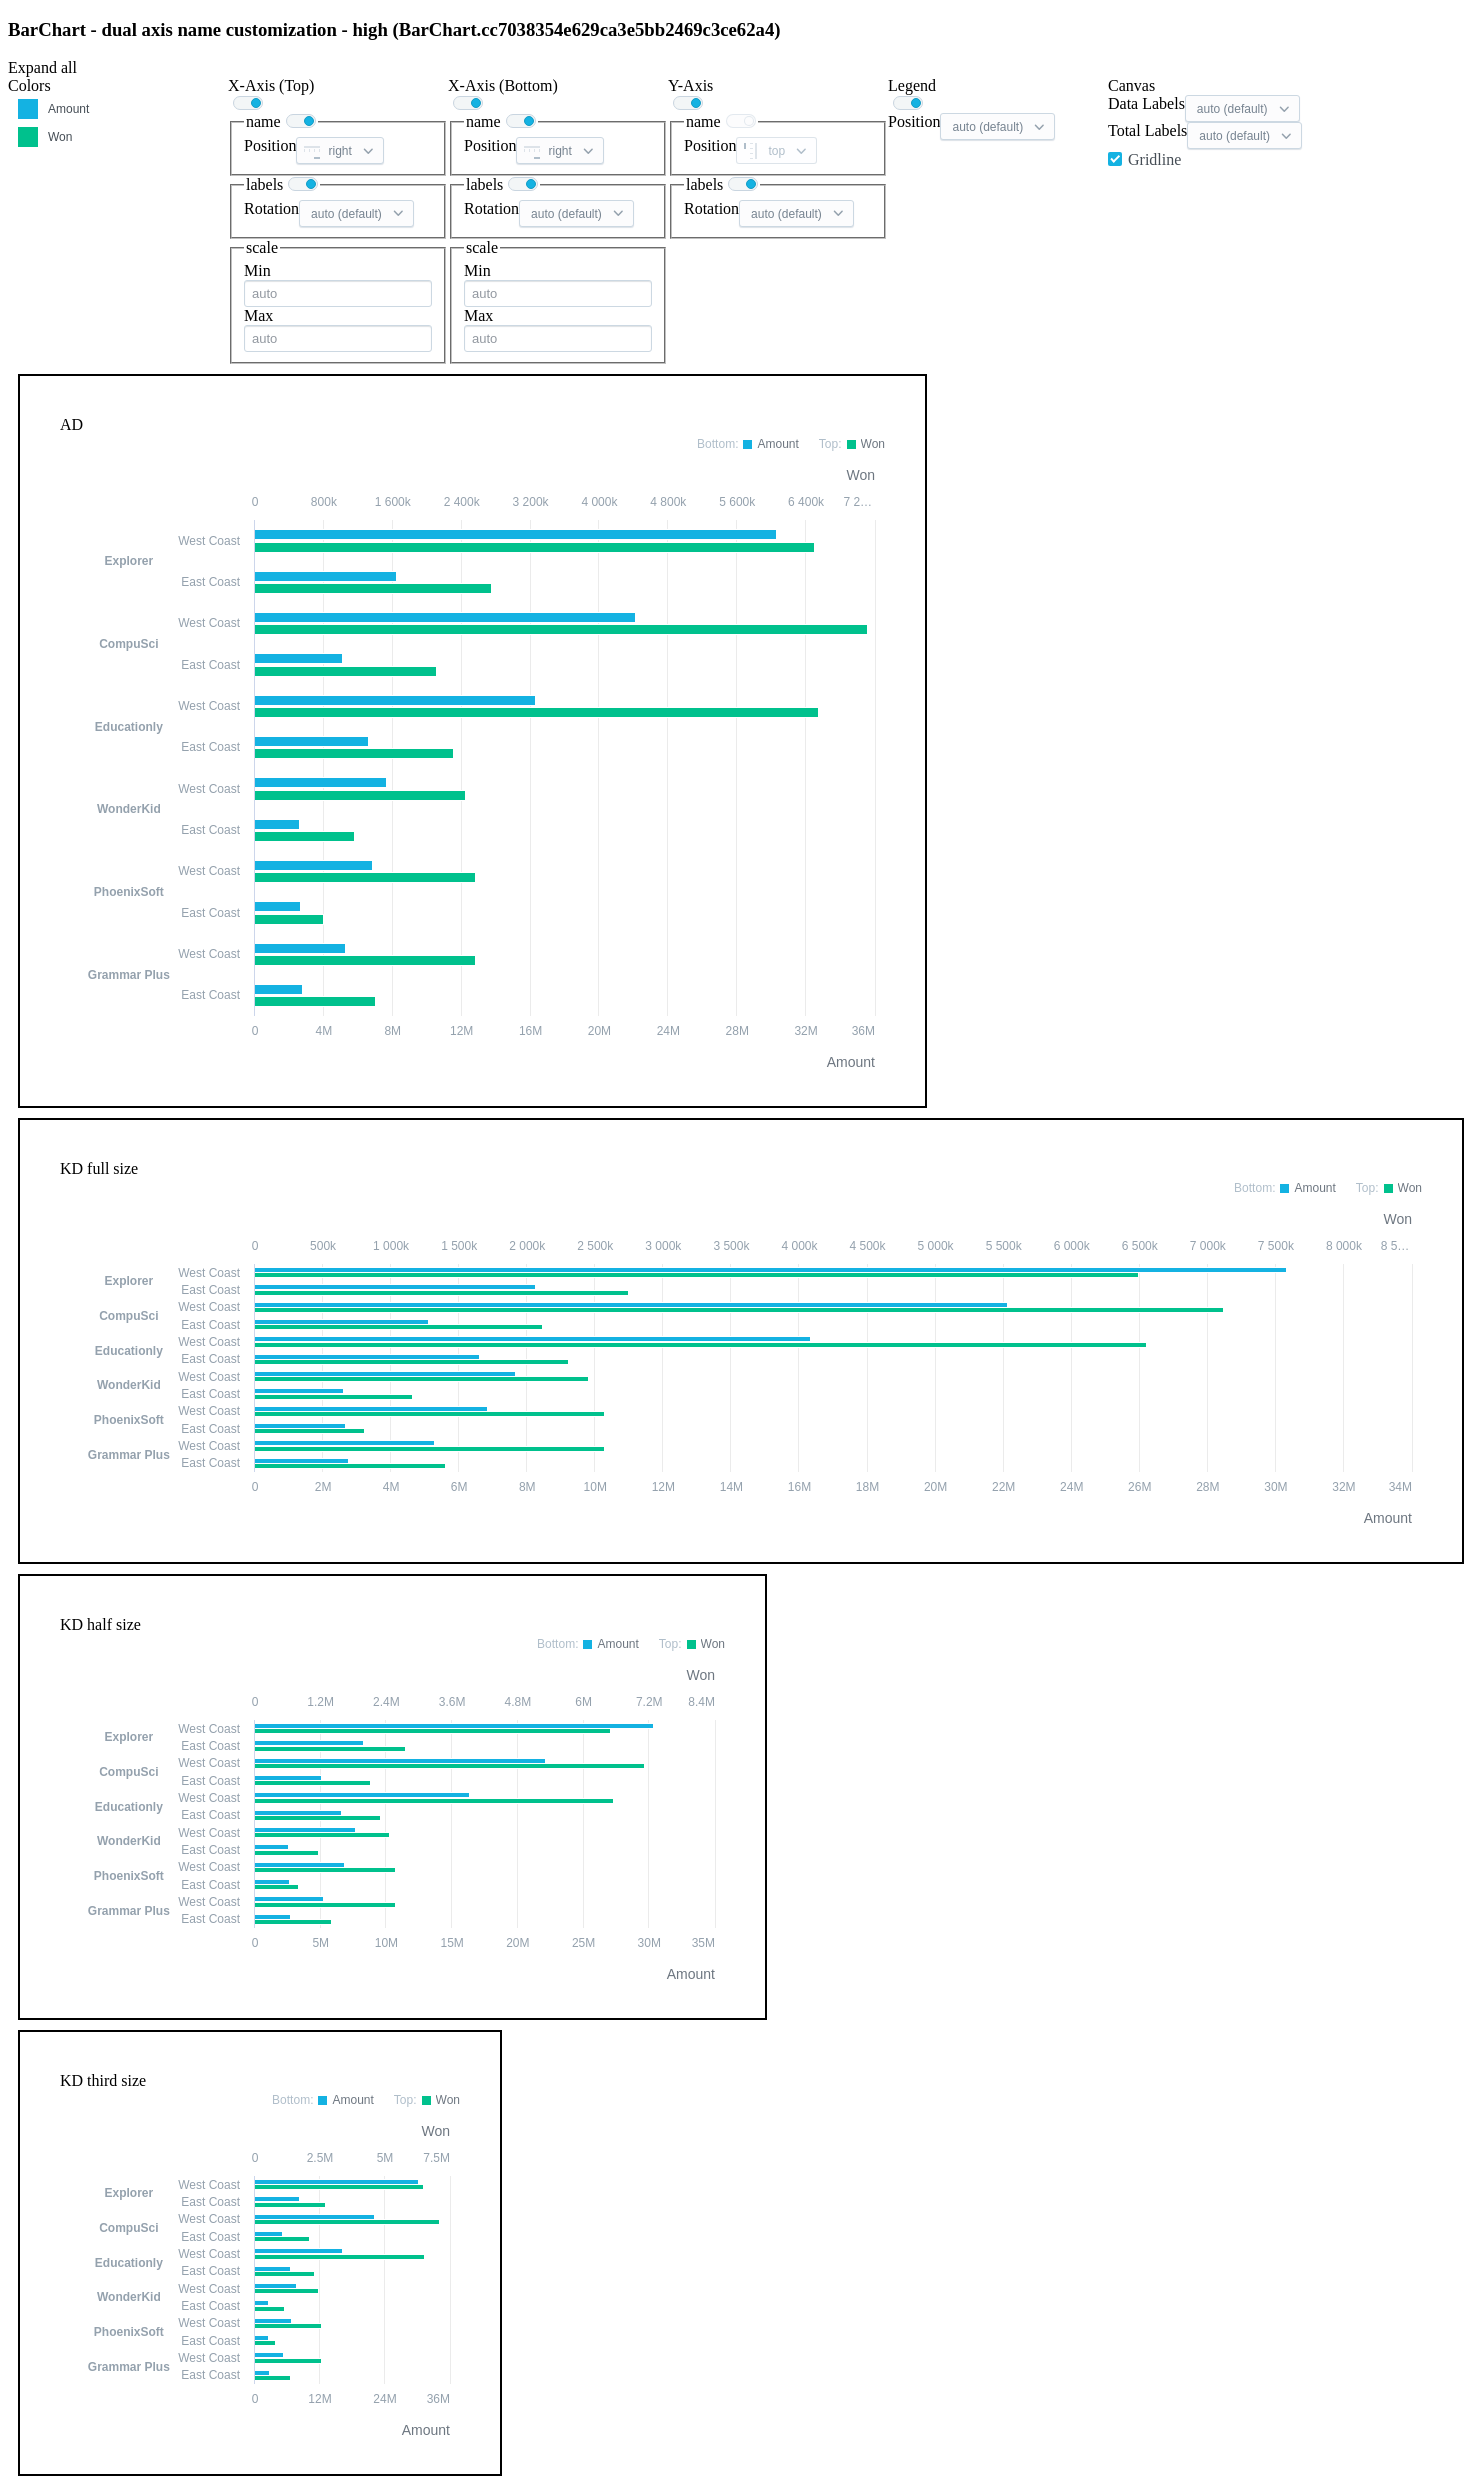 BarChart - dual axis name customization - high (BarChart.cc7038354e629ca3e5bb2469c3ce62a4)
Expand all
Colors
Amount
Won
X-Axis (Top)
name
Position right
labels
Rotation auto (default)
scale
Min
auto
Max
auto
X-Axis (Bottom)
name
Position right
labels
Rotation auto (default)
scale
Min
auto
Max
auto
Y-Axis
name
Position top
labels
Rotation auto (default)
Legend
Position auto (default)
Canvas
Data Labels auto (default)
Total Labels auto (default)
Gridline
AD
Bottom: Amount Top: Won
Won
0 800k 1 600k 2 400k 3 200k 4 000k 4 800k 5 600k 6 400k 7 2…
West Coast
Explorer
East Coast
West Coast
CompuSci
East Coast
West Coast
Educationly
East Coast
West Coast
WonderKid
East Coast
West Coast
PhoenixSoft
East Coast
West Coast
Grammar Plus
East Coast
0 4M 8M 12M 16M 20M 24M 28M 32M 36M
Amount
KD full size
Bottom: Amount Top: Won
Won
0 500k 1 000k 1 500k 2 000k 2 500k 3 000k 3 500k 4 000k 4 500k 5 000k 5 500k 6 000k 6 500k 7 000k 7 500k 8 000k 8 5…
West Coast
Explorer
East Coast
West Coast
CompuSci
East Coast
West Coast
Educationly
East Coast
West Coast
WonderKid
East Coast
West Coast
PhoenixSoft
East Coast
West Coast
Grammar Plus
East Coast
0 2M 4M 6M 8M 10M 12M 14M 16M 18M 20M 22M 24M 26M 28M 30M 32M 34M
Amount
KD half size
Bottom: Amount Top: Won
Won
0 1.2M 2.4M 3.6M 4.8M 6M 7.2M 8.4M
West Coast
Explorer
East Coast
West Coast
CompuSci
East Coast
West Coast
Educationly
East Coast
West Coast
WonderKid
East Coast
West Coast
PhoenixSoft
East Coast
West Coast
Grammar Plus
East Coast
0 5M 10M 15M 20M 25M 30M 35M
Amount
KD third size
Bottom: Amount Top: Won
Won
0 2.5M 5M 7.5M
West Coast
Explorer
East Coast
West Coast
CompuSci
East Coast
West Coast
Educationly
East Coast
West Coast
WonderKid
East Coast
West Coast
PhoenixSoft
East Coast
West Coast
Grammar Plus
East Coast
0 12M 24M 36M
Amount